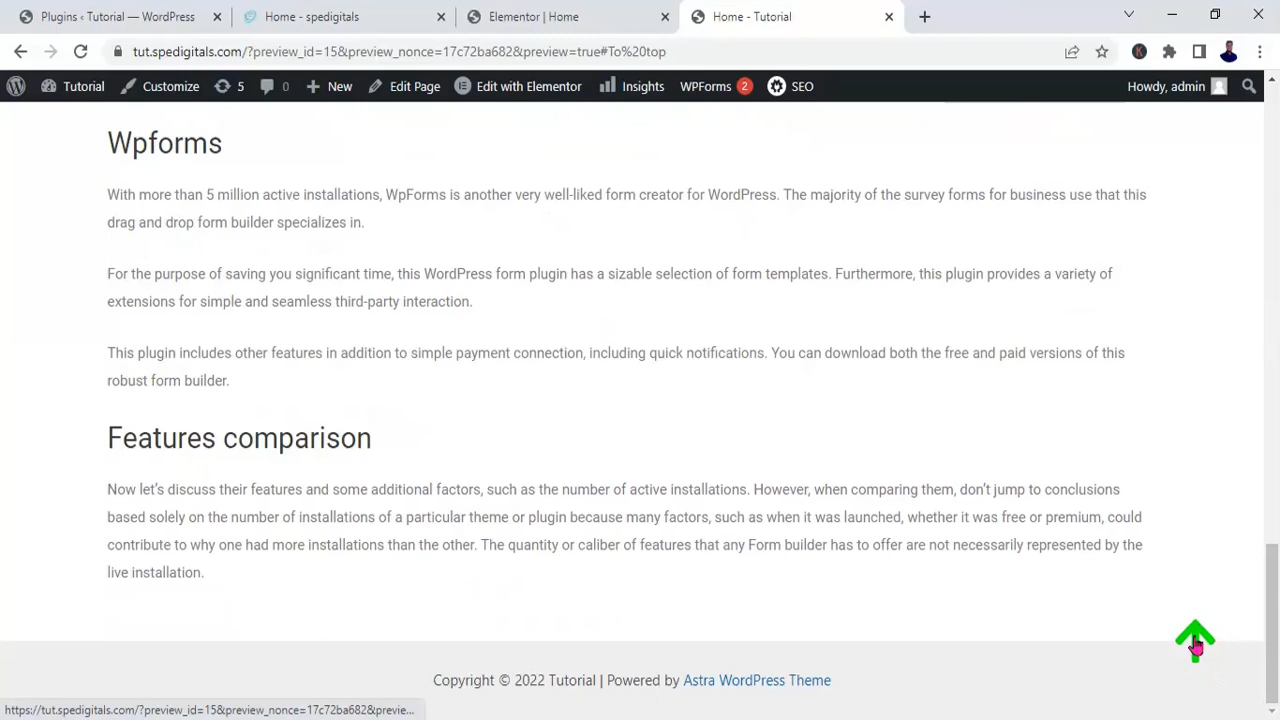 Plugins ‹ Tutorial — WordPress
Home - spedigitals
Elementor | Home
Home - Tutorial
tut.spedigitals.com/?preview_id=15&preview_nonce=17c72ba682&preview=true#To%20top
K
Tutorial
Customize
5
0
New
Edit Page
Edit with Elementor
Insights
WPForms 2
SEO
Howdy, admin
Wpforms
With more than 5 million active installations, WpForms is another very well-liked form creator for WordPress. The majority of the survey forms for business use that this
drag and drop form builder specializes in.
For the purpose of saving you significant time, this WordPress form plugin has a sizable selection of form templates. Furthermore, this plugin provides a variety of
extensions for simple and seamless third-party interaction.
This plugin includes other features in addition to simple payment connection, including quick notifications. You can download both the free and paid versions of this
robust form builder.
Features comparison
Now let’s discuss their features and some additional factors, such as the number of active installations. However, when comparing them, don’t jump to conclusions
based solely on the number of installations of a particular theme or plugin because many factors, such as when it was launched, whether it was free or premium, could
contribute to why one had more installations than the other. The quantity or caliber of features that any Form builder has to offer are not necessarily represented by the
live installation.
Copyright © 2022 Tutorial | Powered by Astra WordPress Theme
https://tut.spedigitals.com/?preview_id=15&preview_nonce=17c72ba682&previe...